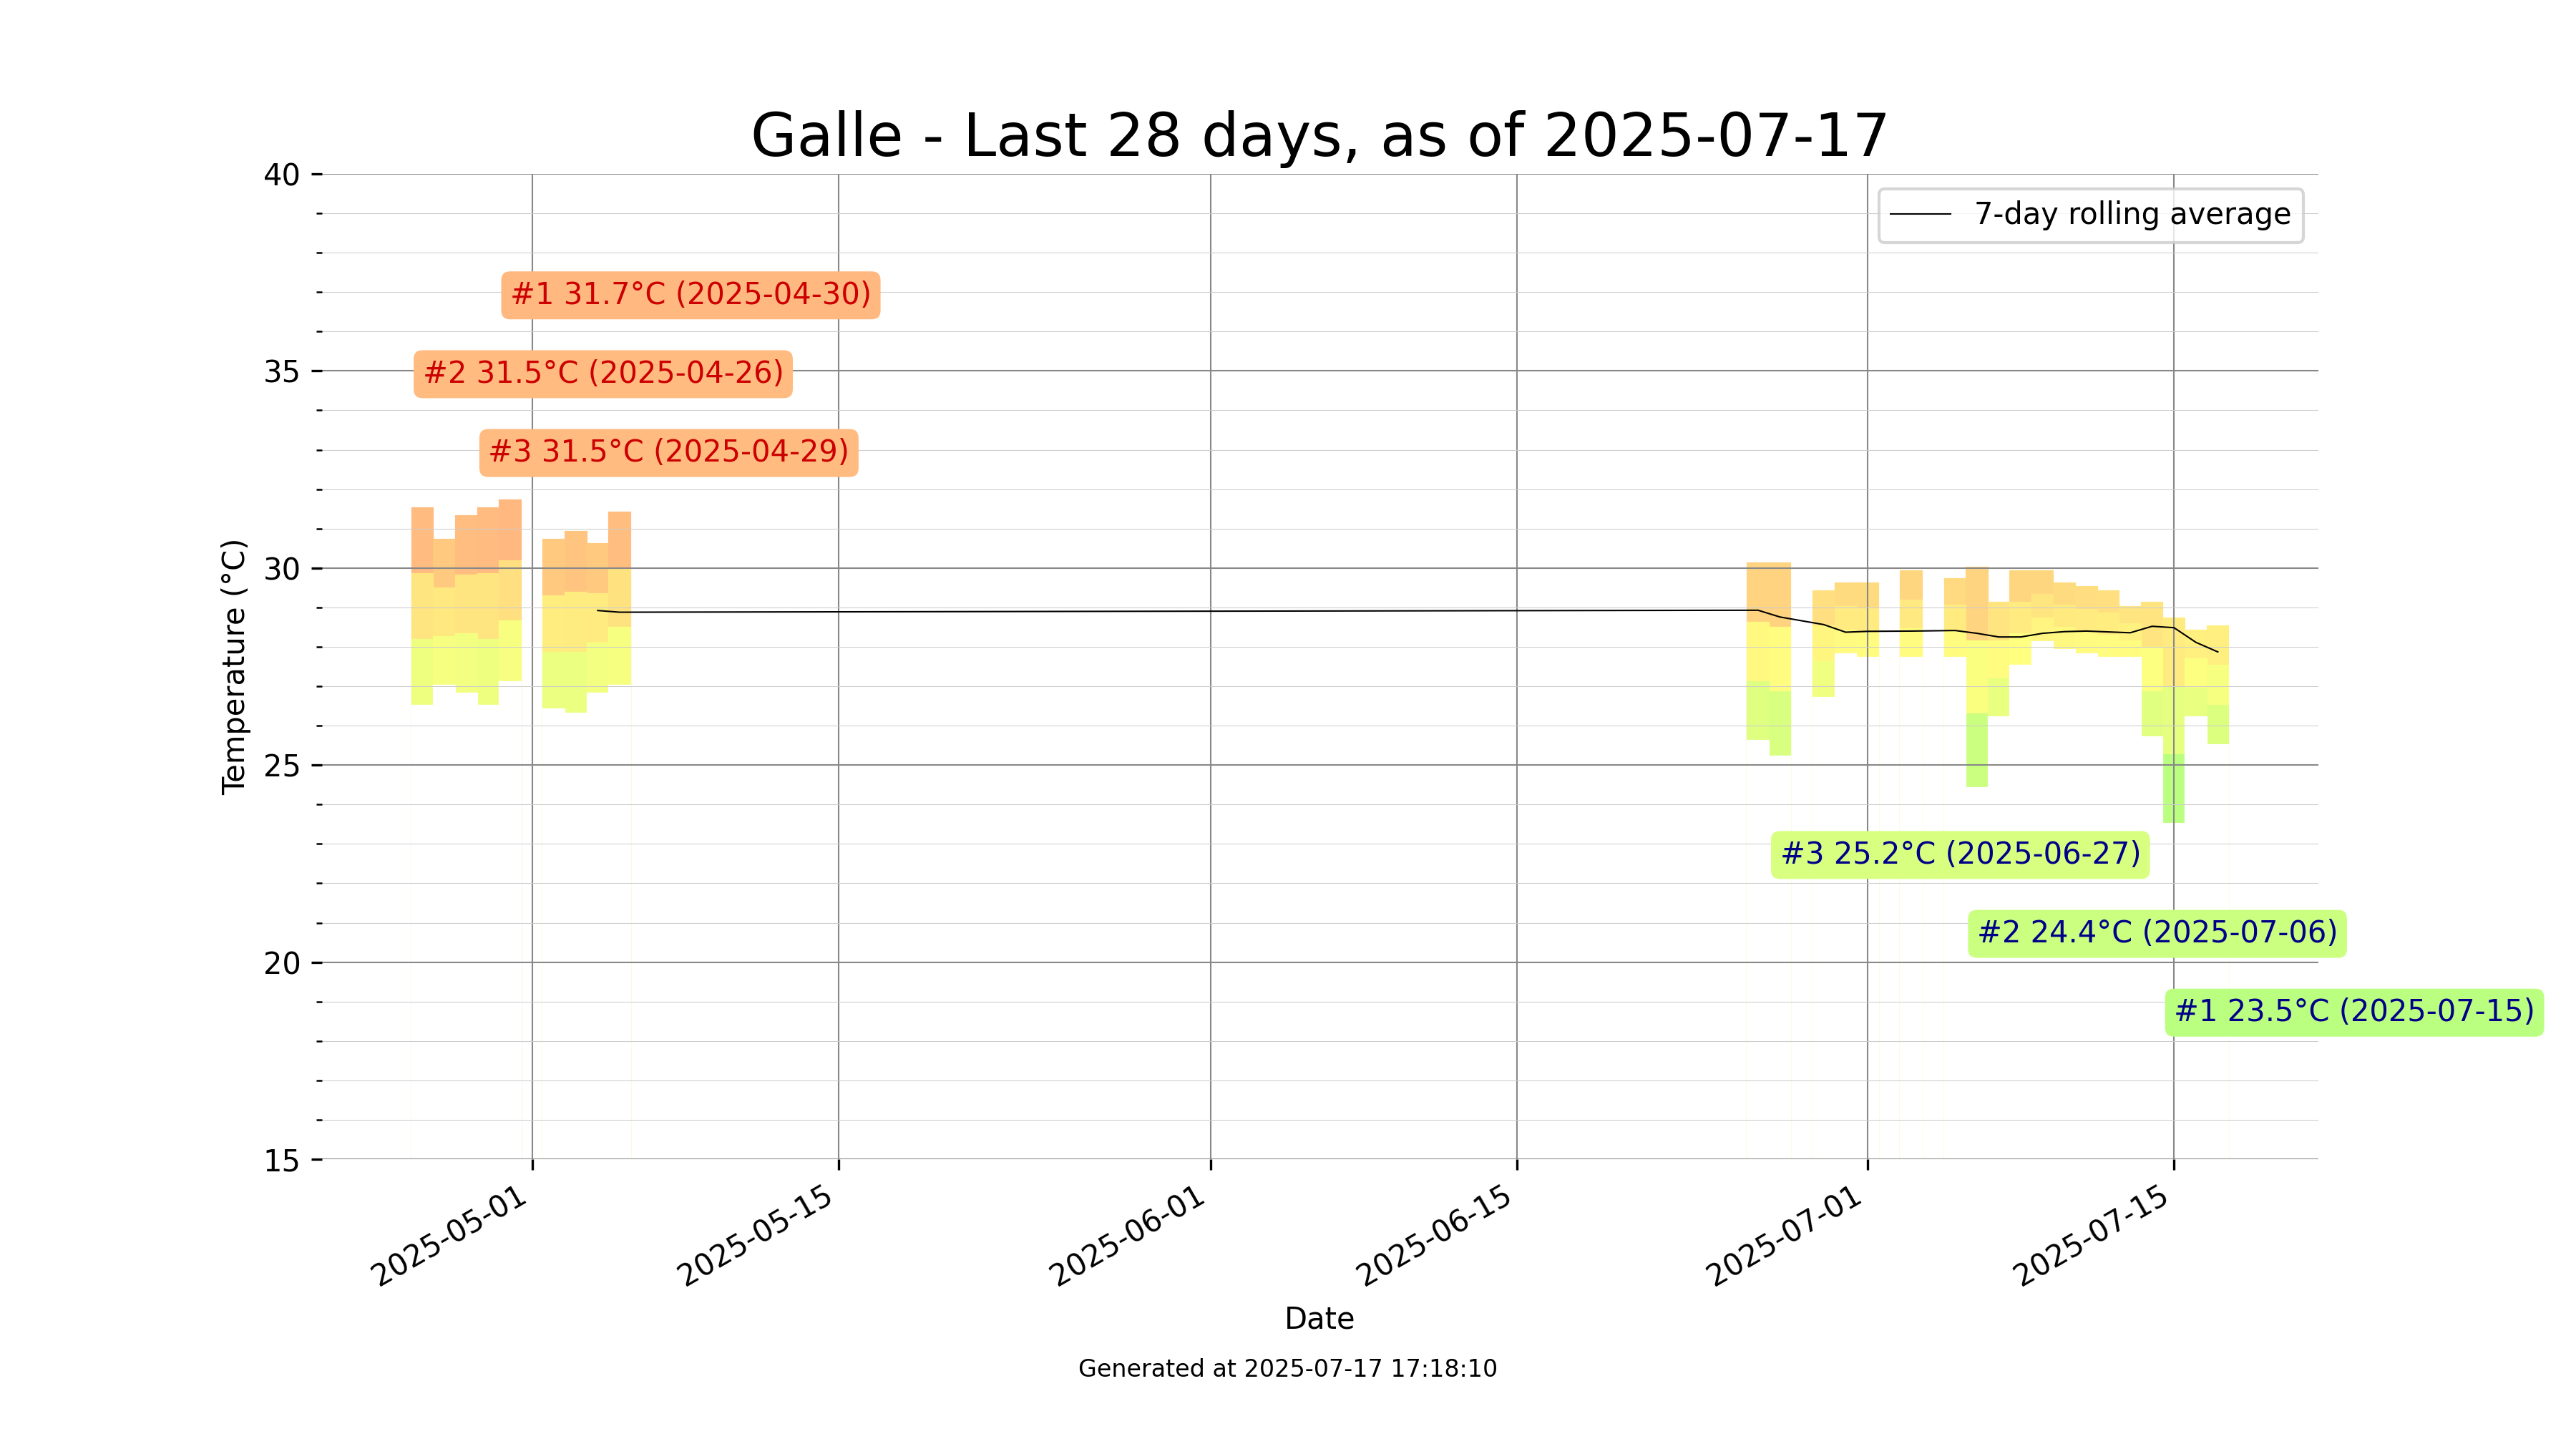 Galle - Last 28 days, as of 2025-07-17
40
7-day rolling average
#1 31.7°C (2025-04-30)
35
#2 31.5°C (2025-04-26)
#3 31.5°C (2025-04-29)
30
Temperature (°C)
25
#3 25.2°C (2025-06-27)
#2 24.4°C (2025-07-06)
20
#1 23.5°C (2025-07-15)
15
2025-05-01
2025-05-15
2025-06-01
2025-06-15
2025-07-01
2025-07-15
Date
Generated at 2025-07-17 17:18:10